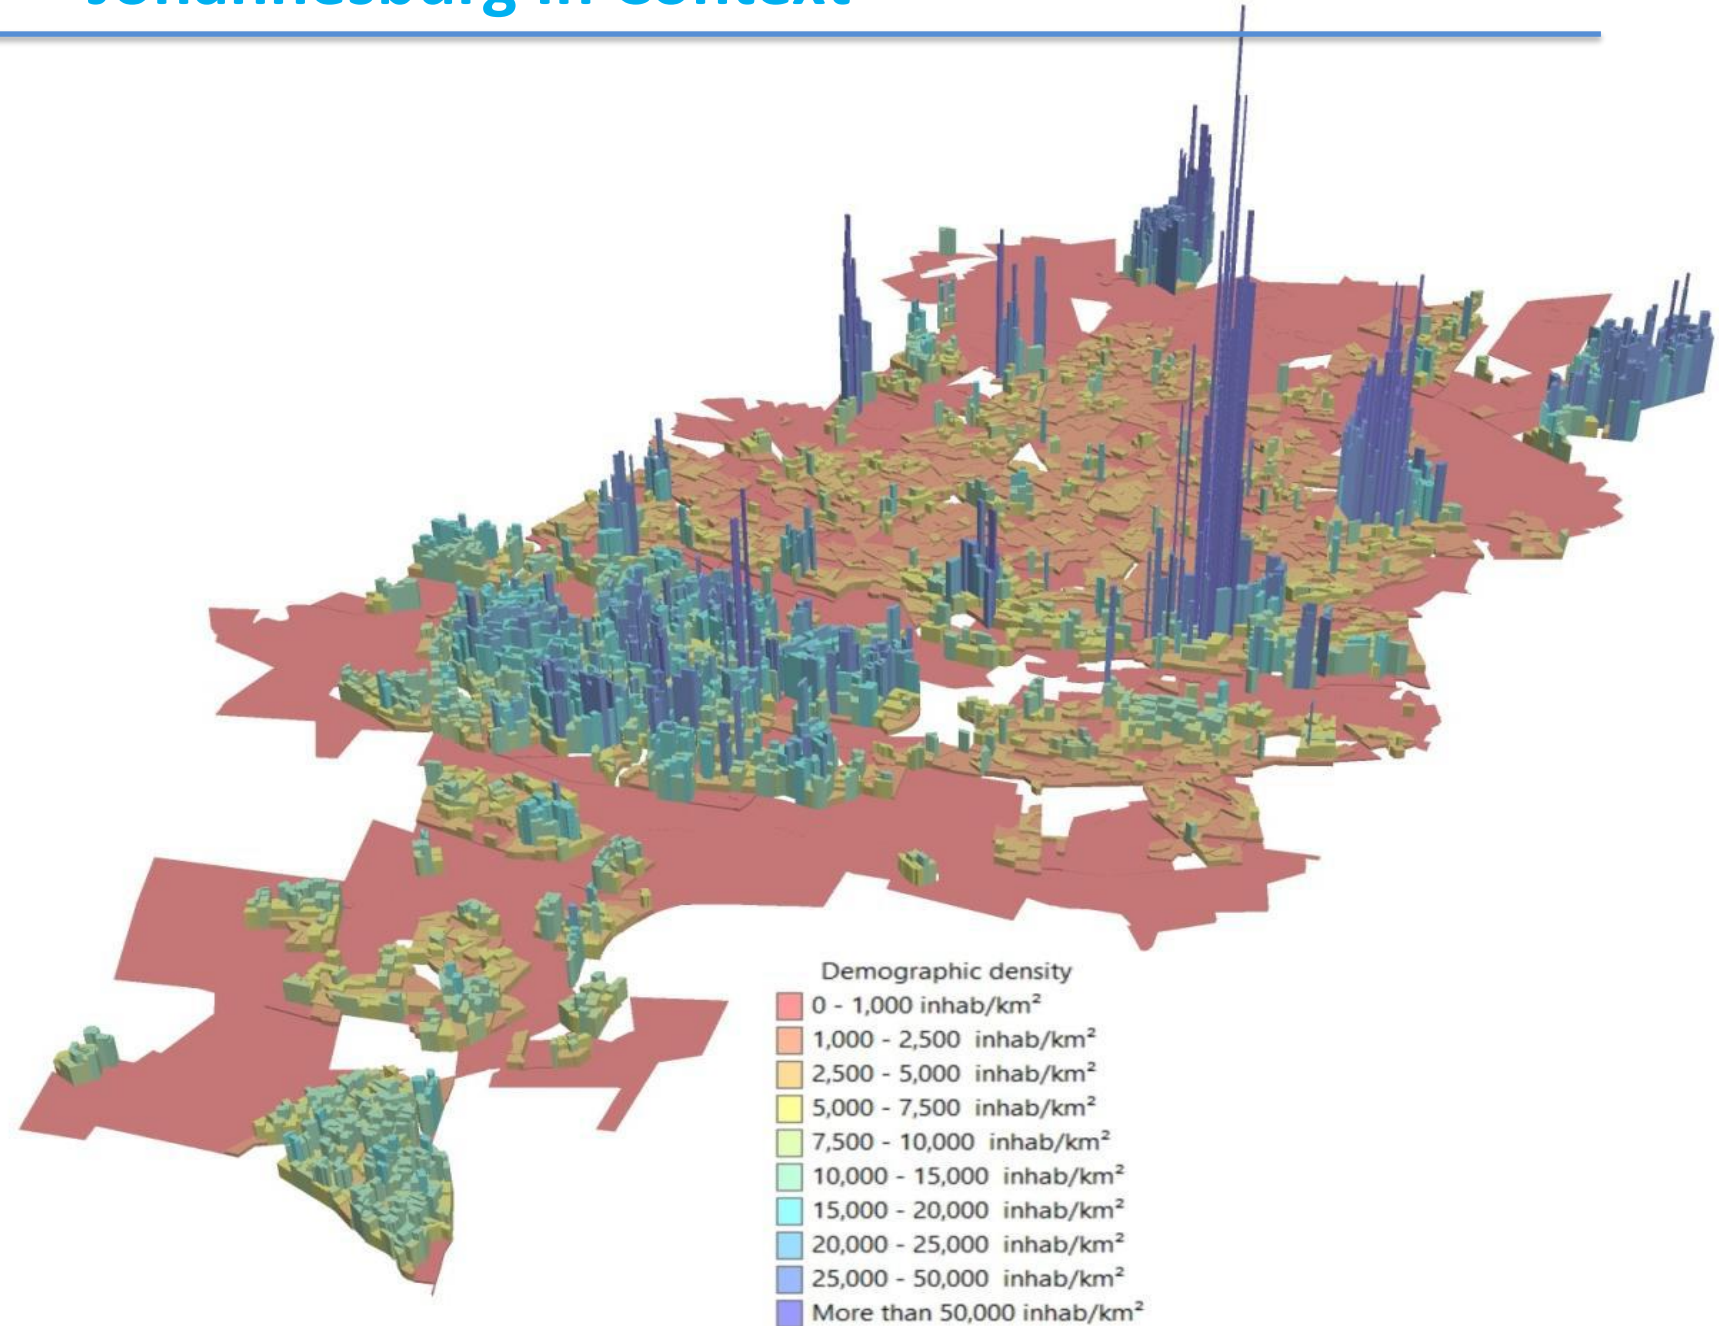 Johannesburg in Context
Demographic density
0 - 1,000 inhab/km²
1,000 - 2,500 inhab/km²
2,500 - 5,000 inhab/km²
5,000 - 7,500 inhab/km²
7,500 - 10,000 inhab/km²
10,000 - 15,000 inhab/km²
15,000 - 20,000 inhab/km²
20,000 - 25,000 inhab/km²
25,000 - 50,000 inhab/km²
More than 50,000 inhab/km²